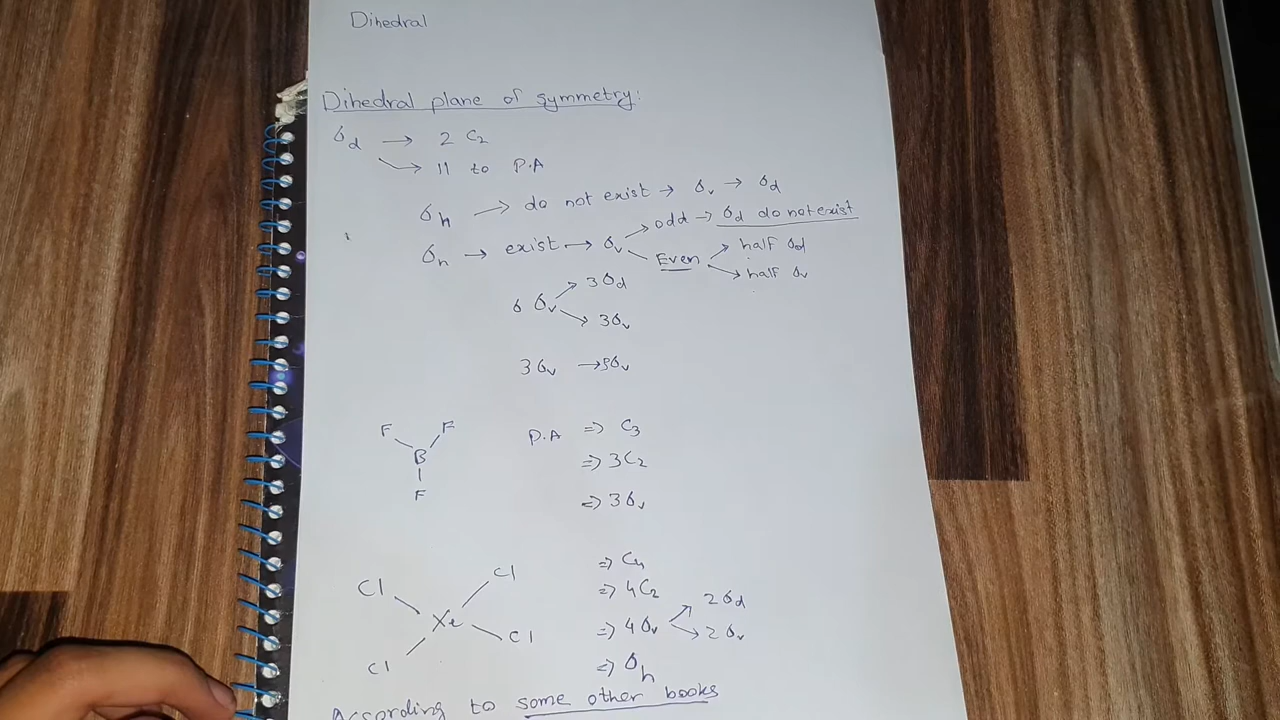 Dihedral
Dihedral plane of symmetry:
σd → 2 C2
→ 11 to P.A
σh → do not exist → σv → σd
σh → exist → σv → odd → σd do not exist
Even → half σd
→ half σv
6 σv → 3σd
→ 3σv
3σv → 3σv
F F
B
F
P.A => C3
=> 3C2
=> 3σv
Cl Cl
Xe
Cl Cl
=> C4
=> 4C2
=> 4σv → 2σd
→ 2σv
=> σh
According to some other books